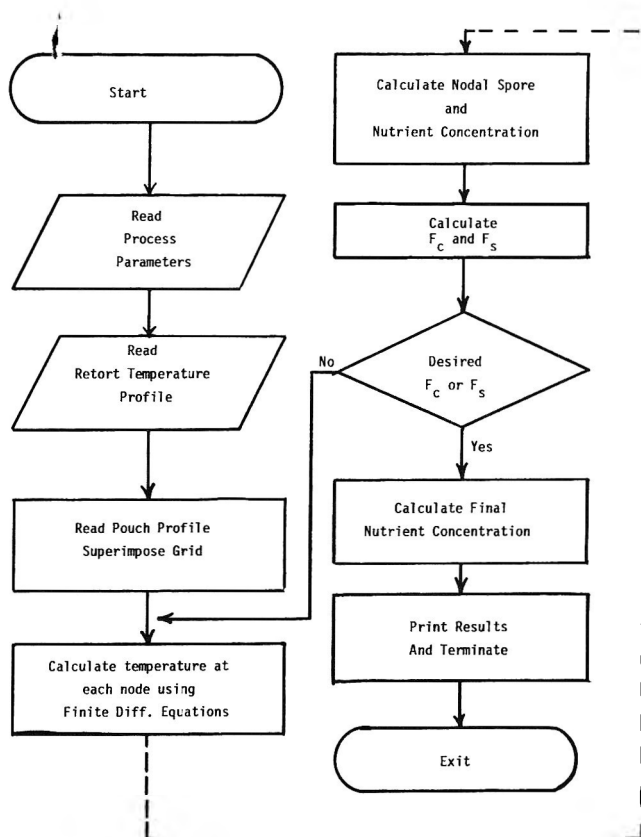 Start
Read
Process
Parameters
Read
Retort Temperature
Profile
Read Pouch Profile
Superimpose Grid
Calculate temperature at
each node using
Finite Diff. Equations
Calculate Nodal Spore
and
Nutrient Concentration
Calculate
F_c and F_s
Desired
F_c or F_s
No
Yes
Calculate Final
Nutrient Concentration
Print Results
And Terminate
Exit